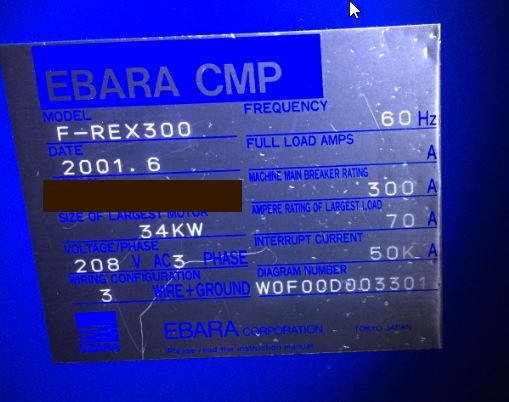 EBARA CMP
MODEL
F-REX300
DATE
2001.6
SIZE OF LARGEST MOTOR
34KW
VOLTAGE/PHASE
208 V AC3 PHASE
WIRING CONFIGURATION
3 WIRE+GROUND
FREQUENCY
60 Hz
FULL LOAD AMPS
A
MACHINE MAIN BREAKER RATING
300 A
AMPERE RATING OF LARGEST LOAD
70 A
INTERRUPT CURRENT
50K A
DIAGRAM NUMBER
W0F00D003301
EBARA
EBARA CORPORATION TOKYO JAPAN
Please read the instruction manual